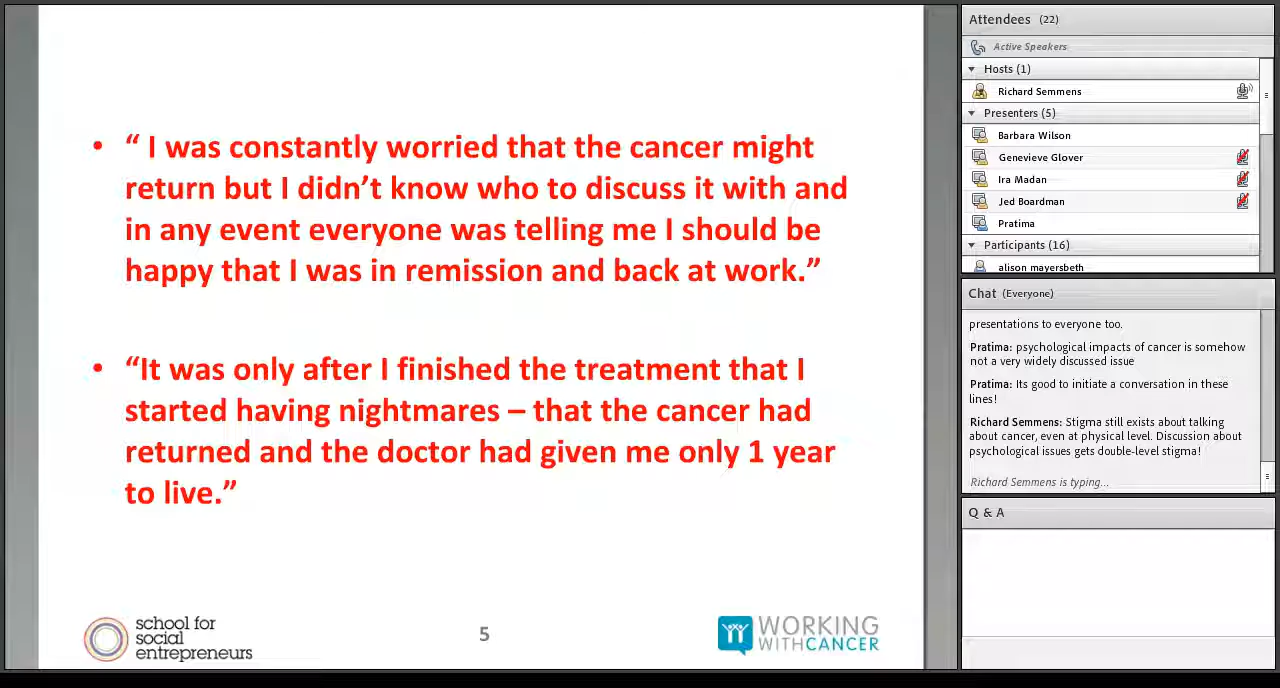 • “ I was constantly worried that the cancer might
return but I didn’t know who to discuss it with and
in any event everyone was telling me I should be
happy that I was in remission and back at work.”
• “It was only after I finished the treatment that I
started having nightmares – that the cancer had
returned and the doctor had given me only 1 year
to live.”
school for
social
entrepreneurs
5
WORKING
WITHCANCER
Attendees (22)
Active Speakers
Hosts (1)
Richard Semmens
Presenters (5)
Barbara Wilson
Genevieve Glover
Ira Madan
Jed Boardman
Pratima
Participants (16)
alison mayersbeth
Chat (Everyone)
presentations to everyone too.
Pratima: psychological impacts of cancer is somehow
not a very widely discussed issue
Pratima: Its good to initiate a conversation in these
lines!
Richard Semmens: Stigma still exists about talking
about cancer, even at physical level. Discussion about
psychological issues gets double-level stigma!
Richard Semmens is typing...
Q & A